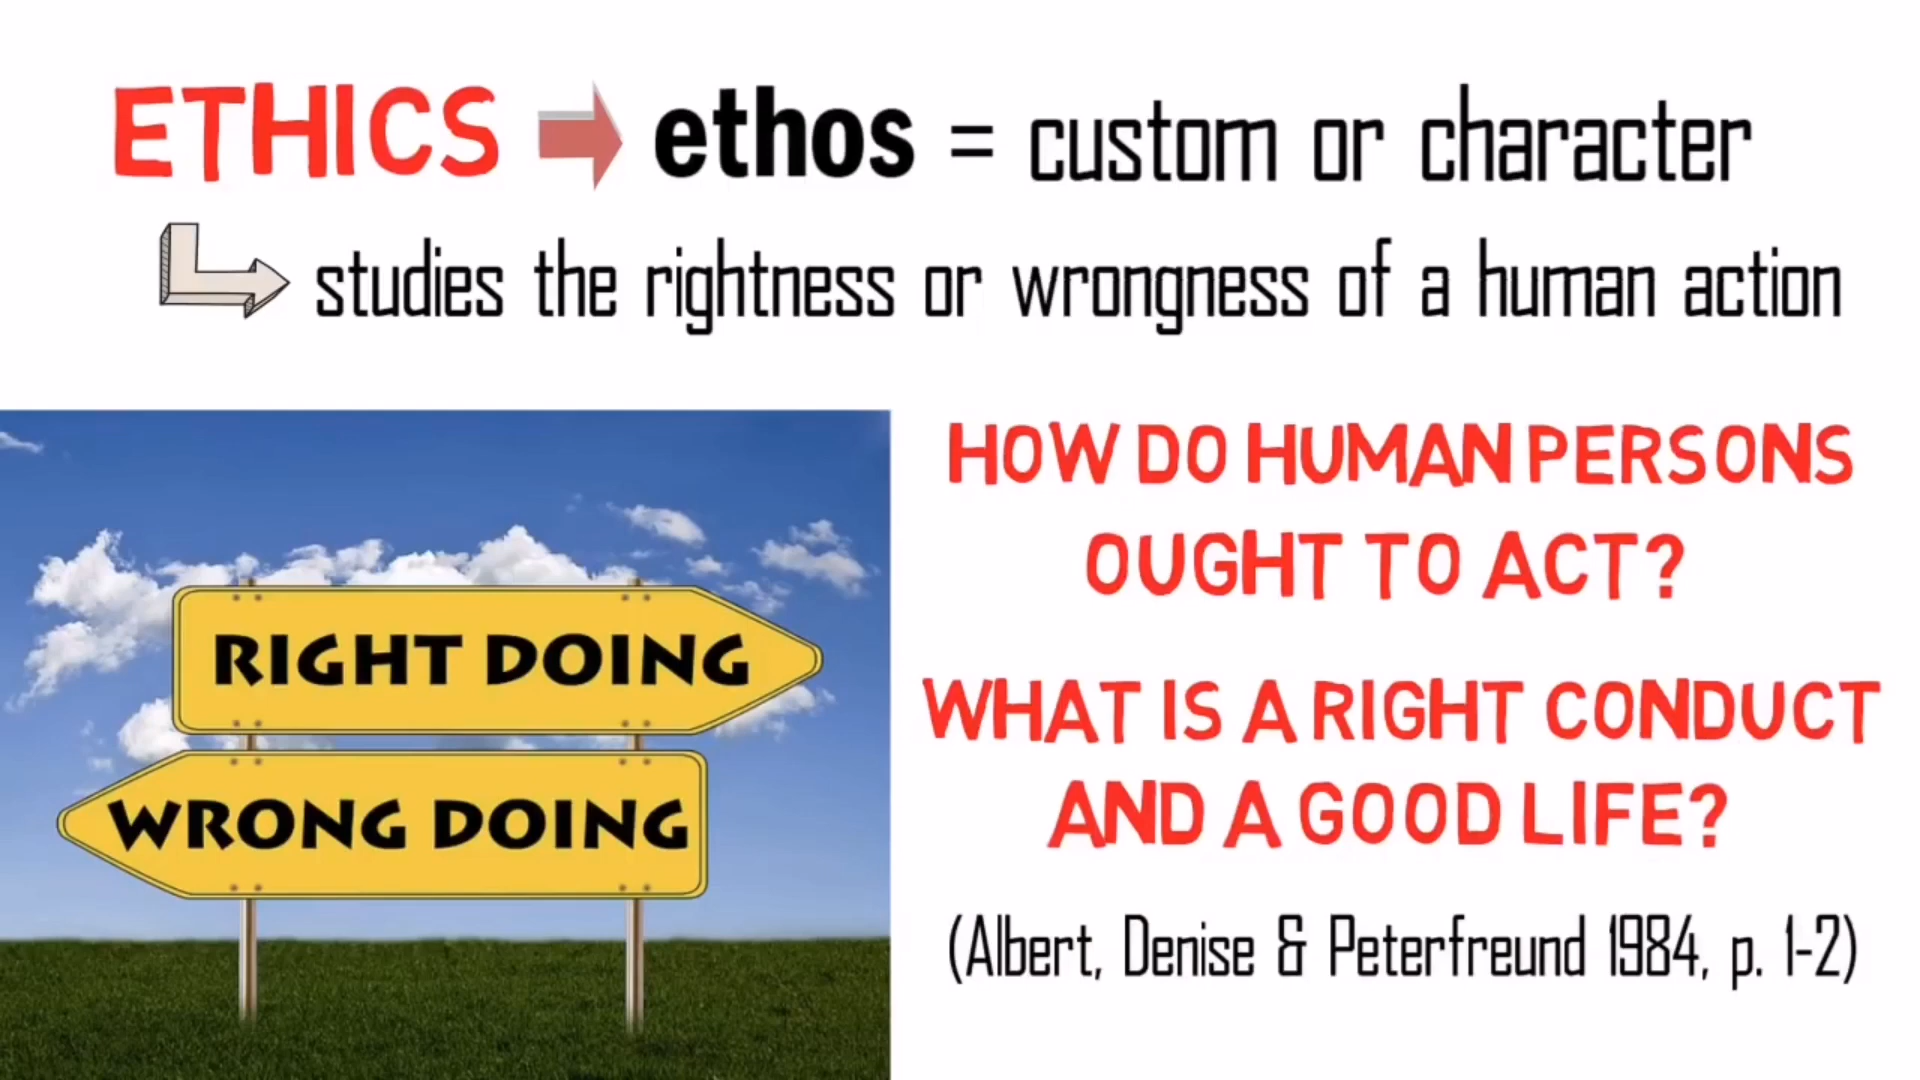 ETHICS ➡ ethos = custom or character
studies the rightness or wrongness of a human action
RIGHT DOING
WRONG DOING
HOW DO HUMAN PERSONS
OUGHT TO ACT?
WHAT IS A RIGHT CONDUCT
AND A GOOD LIFE?
(Albert, Denise & Peterfreund 1984, p. 1-2)